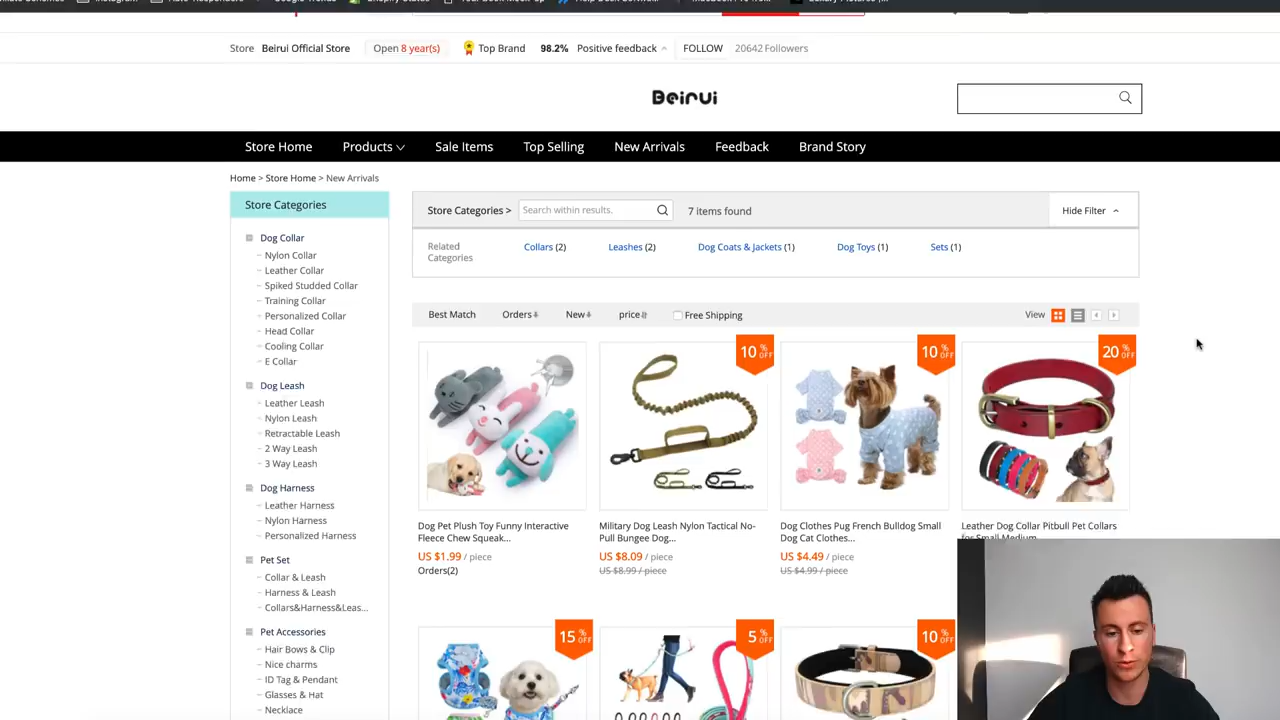 Store Beirui Official Store Open 8 year(s) Top Brand 98.2% Positive feedback FOLLOW 20642 Followers
Beirui
Store Home Products Sale Items Top Selling New Arrivals Feedback Brand Story
Home > Store Home > New Arrivals
Store Categories
Dog Collar
Nylon Collar
Leather Collar
Spiked Studded Collar
Training Collar
Personalized Collar
Head Collar
Cooling Collar
E Collar
Dog Leash
Leather Leash
Nylon Leash
Retractable Leash
2 Way Leash
3 Way Leash
Dog Harness
Leather Harness
Nylon Harness
Personalized Harness
Pet Set
Collar & Leash
Harness & Leash
Collars&Harness&Leas...
Pet Accessories
Hair Bows & Clip
Nice charms
ID Tag & Pendant
Glasses & Hat
Necklace
Store Categories > Search within results. 7 items found Hide Filter
Related Categories
Collars (2) Leashes (2) Dog Coats & Jackets (1) Dog Toys (1) Sets (1)
Best Match Orders New price Free Shipping View
10 % OFF
10 % OFF
20 % OFF
Dog Pet Plush Toy Funny Interactive
Fleece Chew Squeak...
US $1.99 / piece
Orders(2)
Military Dog Leash Nylon Tactical No-
Pull Bungee Dog...
US $8.09 / piece
US $8.99 / piece
Dog Clothes Pug French Bulldog Small
Dog Cat Clothes...
US $4.49 / piece
US $4.99 / piece
Leather Dog Collar Pitbull Pet Collars
for Small Medium
15 % OFF
5 % OFF
10 % OFF